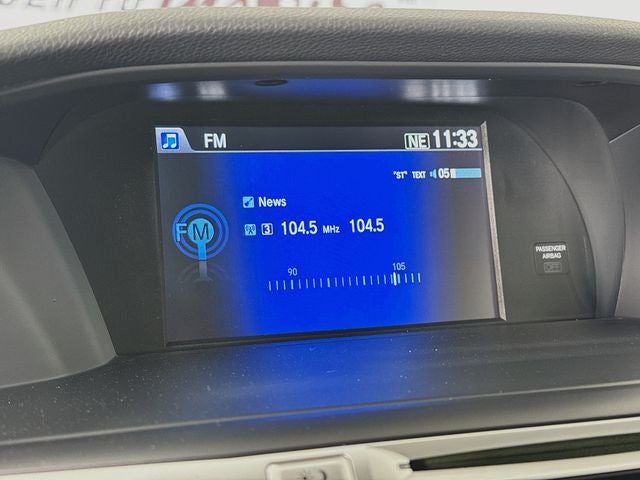 FM NE 11:33
"ST" TEXT 05
News
FM
3 104.5 MHz 104.5
90 105
PASSENGER
AIRBAG
OFF